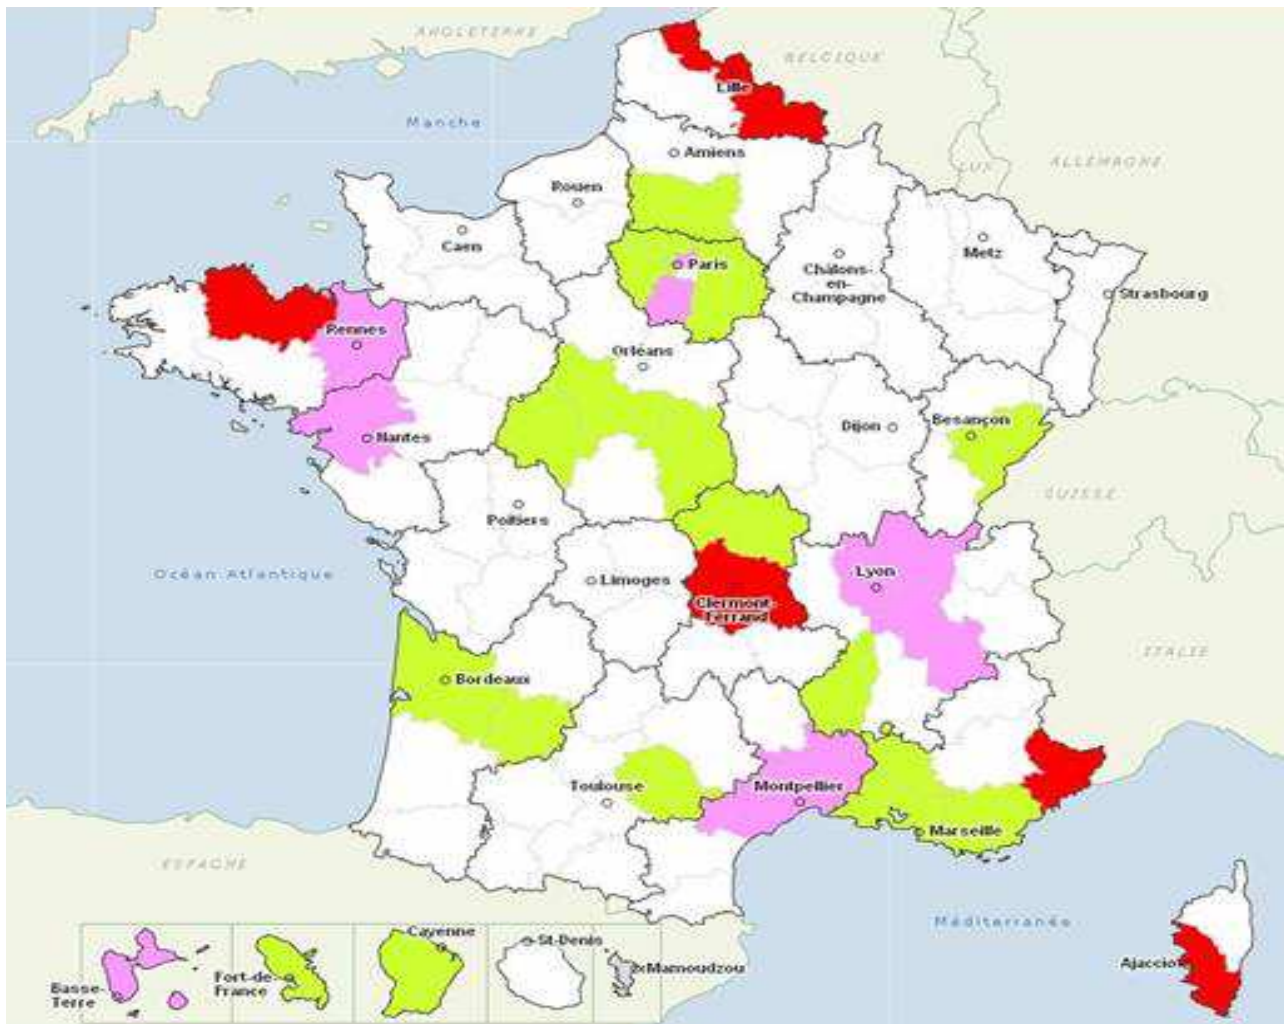 ANGLETERRE
BELGIQUE
Lille
Manche
Amiens
LUX
ALLEMAGNE
Rouen
Caen
Paris
Châlons-
en-
Champagne
Metz
Strasbourg
Rennes
Orléans
Nantes
Dijon
Besançon
SUISSE
Poitiers
Océan Atlantique
Limoges
Clermont-
Ferrand
Lyon
ITALIE
Bordeaux
Toulouse
Montpellier
Marseille
ESPAGNE
Méditerranée
Ajaccio
Basse-
Terre
Fort-de-
France
Cayenne
St-Denis
Mamoudzou